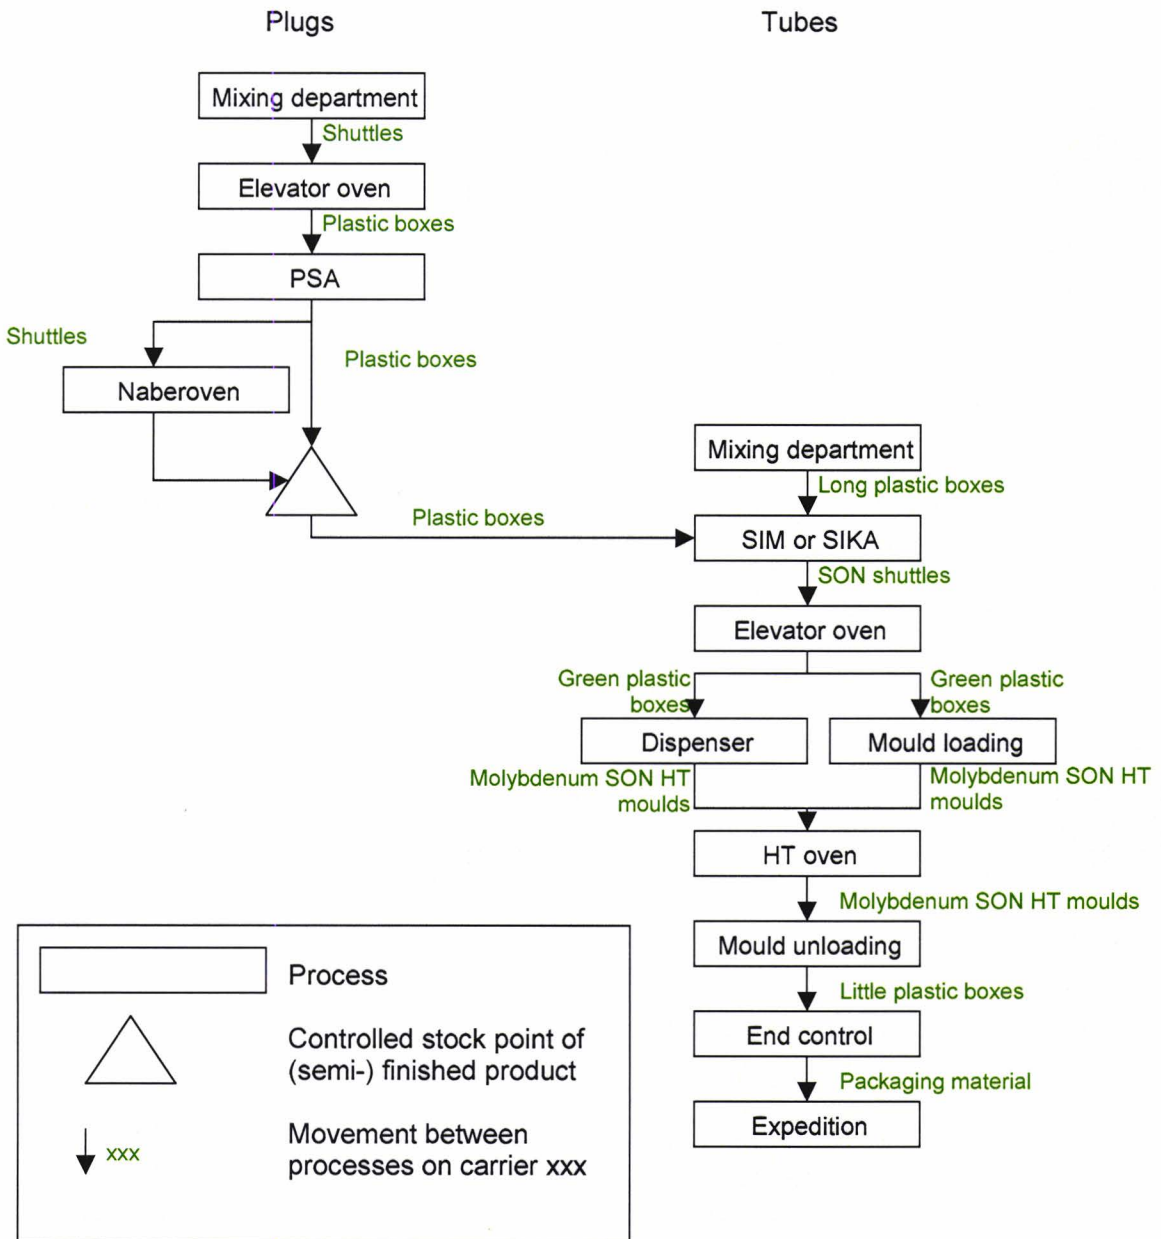 Plugs
Tubes
Mixing department
Shuttles
Elevator oven
Plastic boxes
PSA
Shuttles
Plastic boxes
Naberoven
Plastic boxes
Mixing department
Long plastic boxes
SIM or SIKA
SON shuttles
Elevator oven
Green plastic
boxes
Green plastic
boxes
Dispenser
Mould loading
Molybdenum SON HT
moulds
Molybdenum SON HT
moulds
HT oven
Molybdenum SON HT moulds
Mould unloading
Little plastic boxes
End control
Packaging material
Expedition
Process
Controlled stock point of
(semi-) finished product
xxx
Movement between
processes on carrier xxx